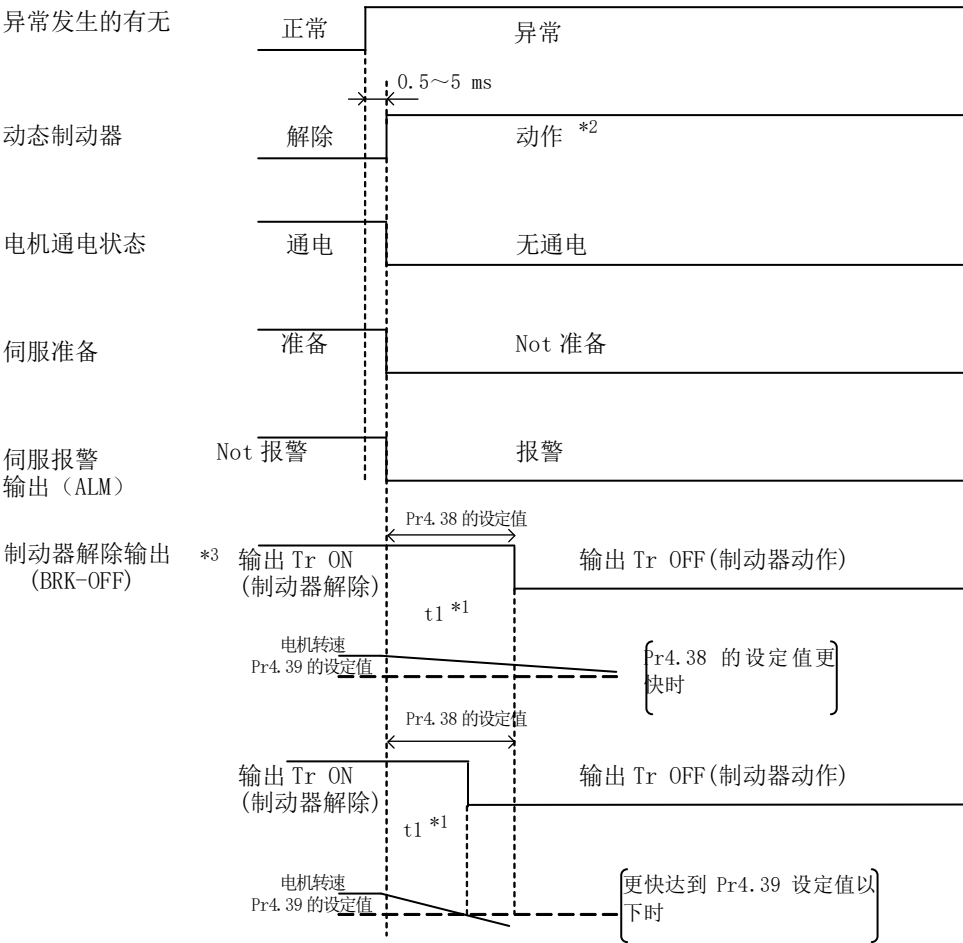 异常发生的有无
正常
异常
0.5～5 ms
动态制动器
解除
动作 *2
电机通电状态
通电
无通电
伺服准备
准备
Not 准备
伺服报警
输出（ALM）
Not 报警
报警
Pr4.38 的设定值
制动器解除输出
(BRK-OFF)
*3
输出 Tr ON
(制动器解除)
输出 Tr OFF(制动器动作)
t1 *1
电机转速
Pr4.39 的设定值
Pr4.38 的设定值更
快时
Pr4.38 的设定值
输出 Tr ON
(制动器解除)
输出 Tr OFF(制动器动作)
t1 *1
电机转速
Pr4.39 的设定值
更快达到 Pr4.39 设定值以
下时